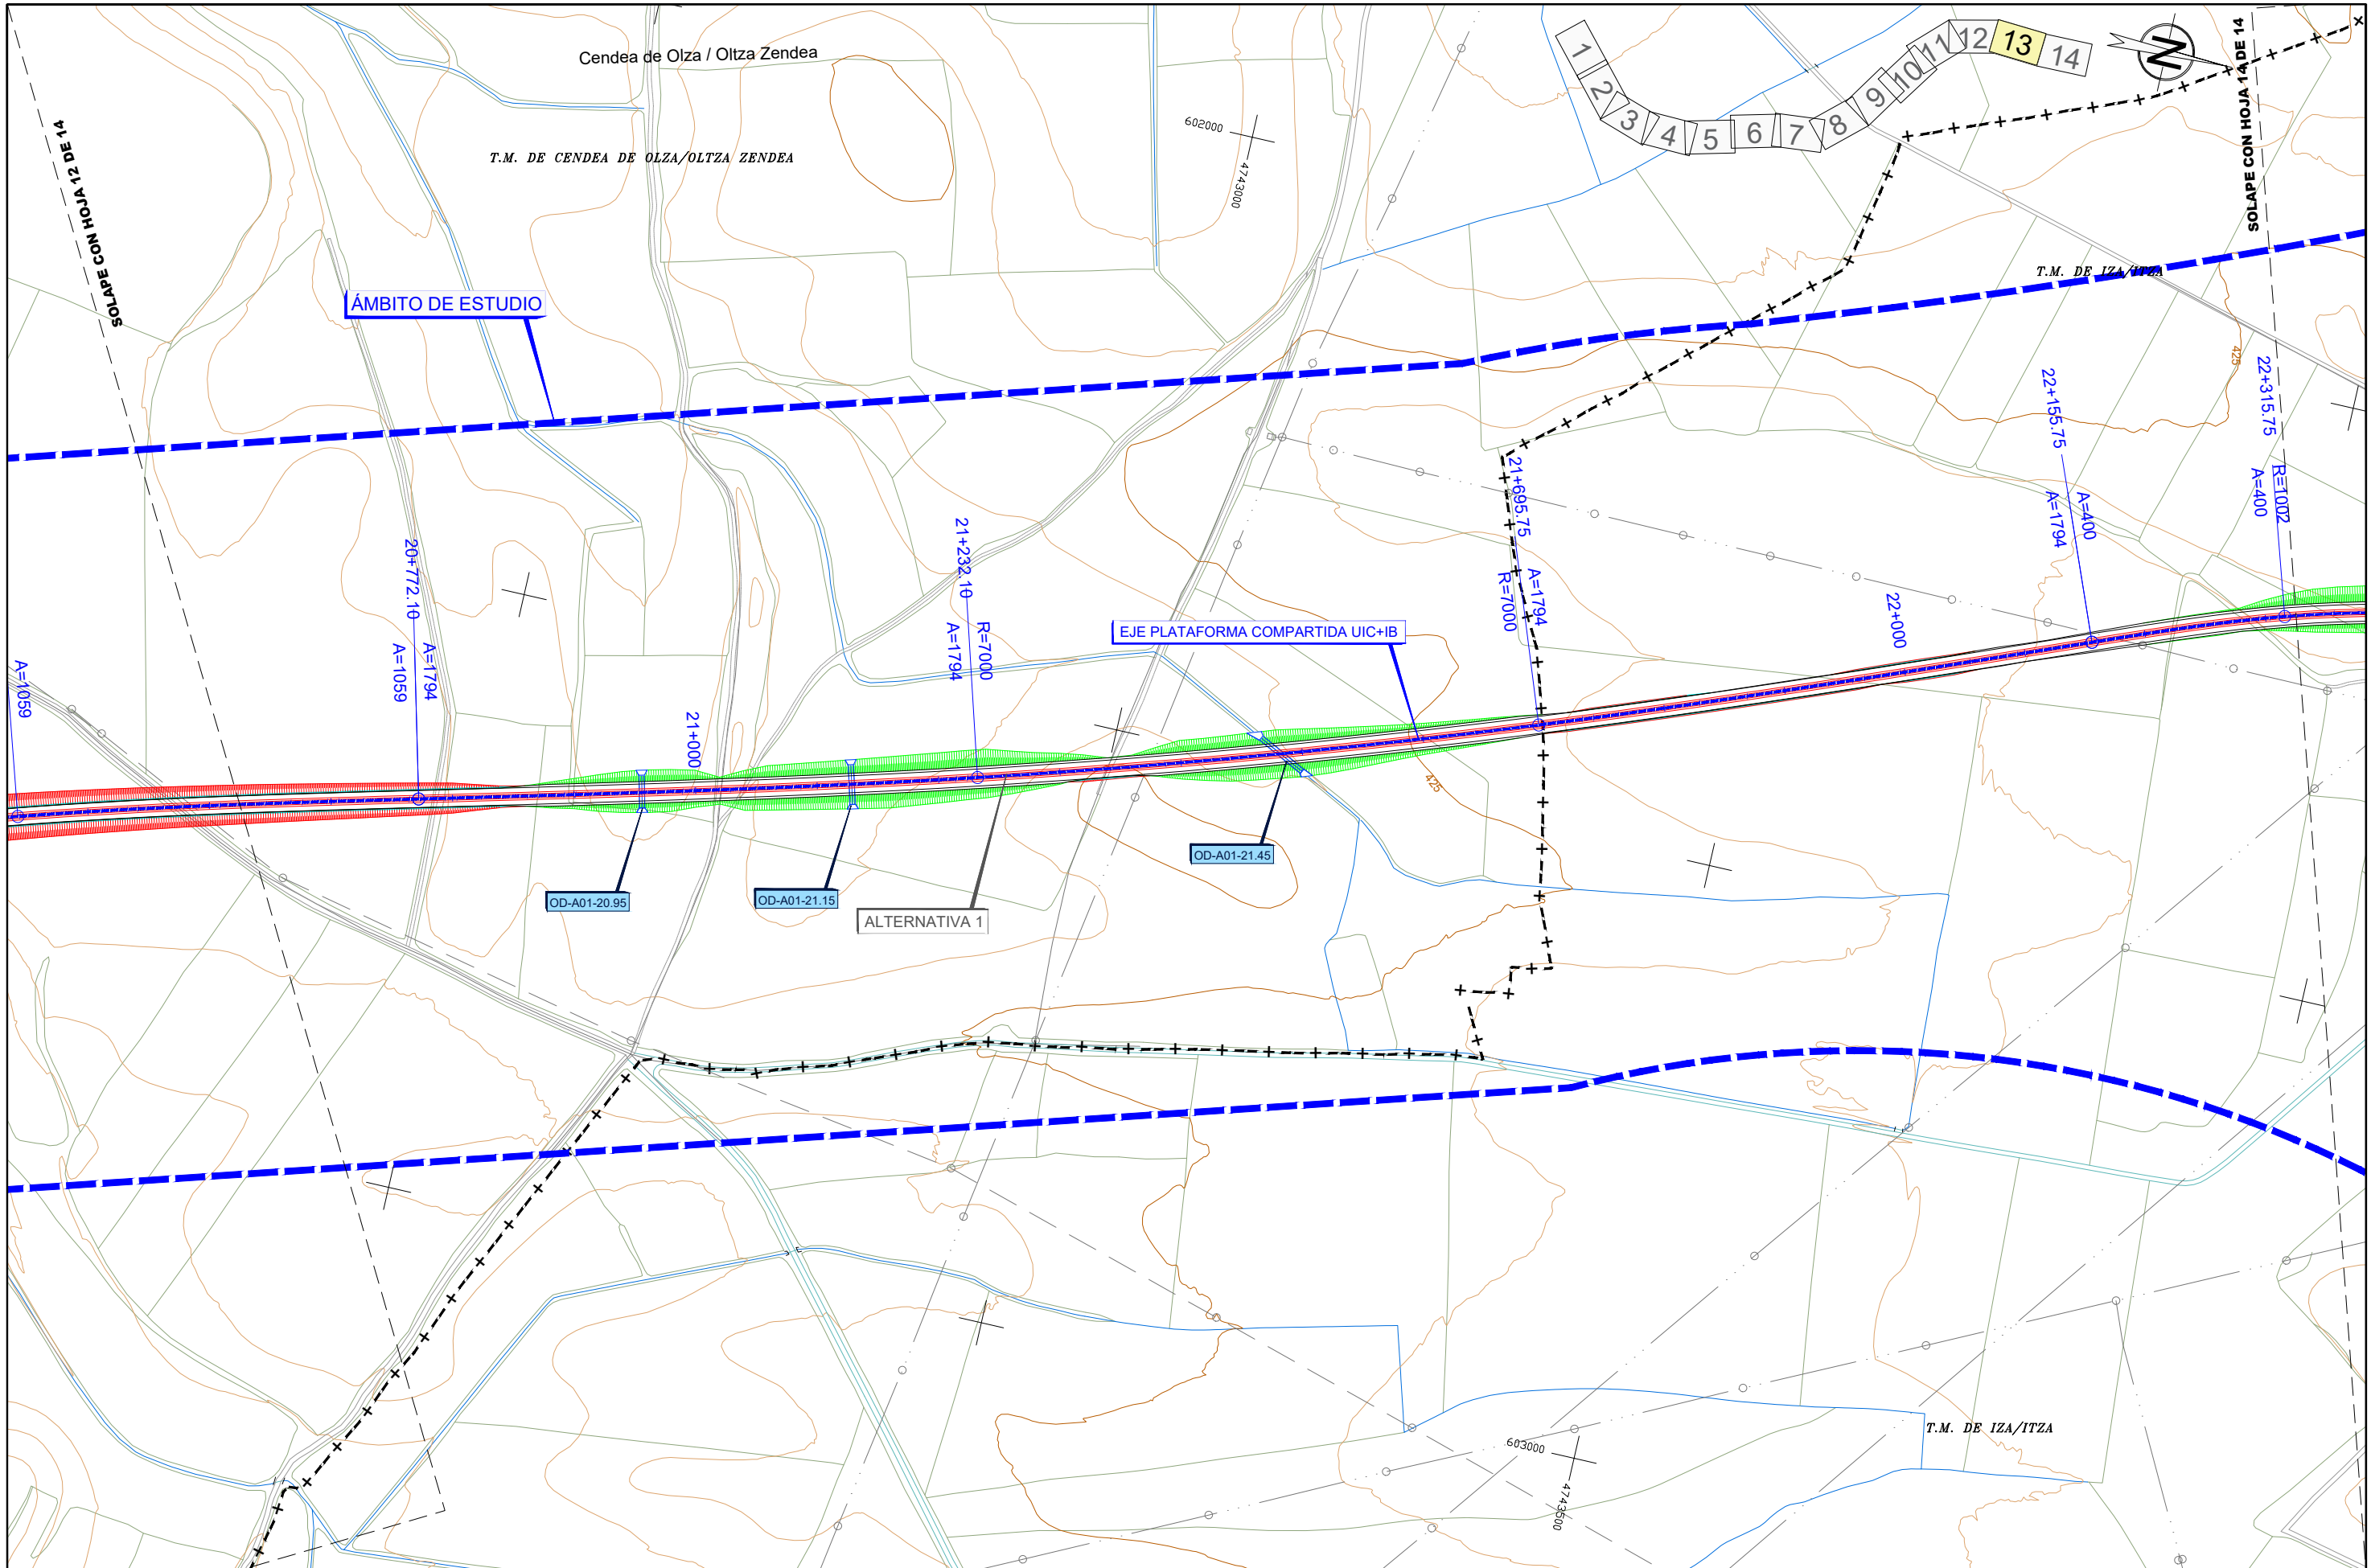 Cendea de Olza / Oltza Zendea
T.M. DE CENDEA DE OLZA/OLTZA ZENDEA
SOLAPE CON HOJA 12 DE 14
602000
4743000
1
2
3
4
5
6
7
8
9
10
11
12
13
14
N
SOLAPE CON HOJA 14 DE 14
T.M. DE IZA/ITZA
ÁMBITO DE ESTUDIO
425
A=1059
20+772.10
A=1059
A=1794
21+000
21+232.10
A=1794
R=7000
EJE PLATAFORMA COMPARTIDA UIC+IB
21+695.75
R=7000
A=1794
22+000
22+155.75
A=1794
A=400
22+315.75
A=400
R=1002
425
OD-A01-20.95
OD-A01-21.15
OD-A01-21.45
ALTERNATIVA 1
603000
4743500
T.M. DE IZA/ITZA